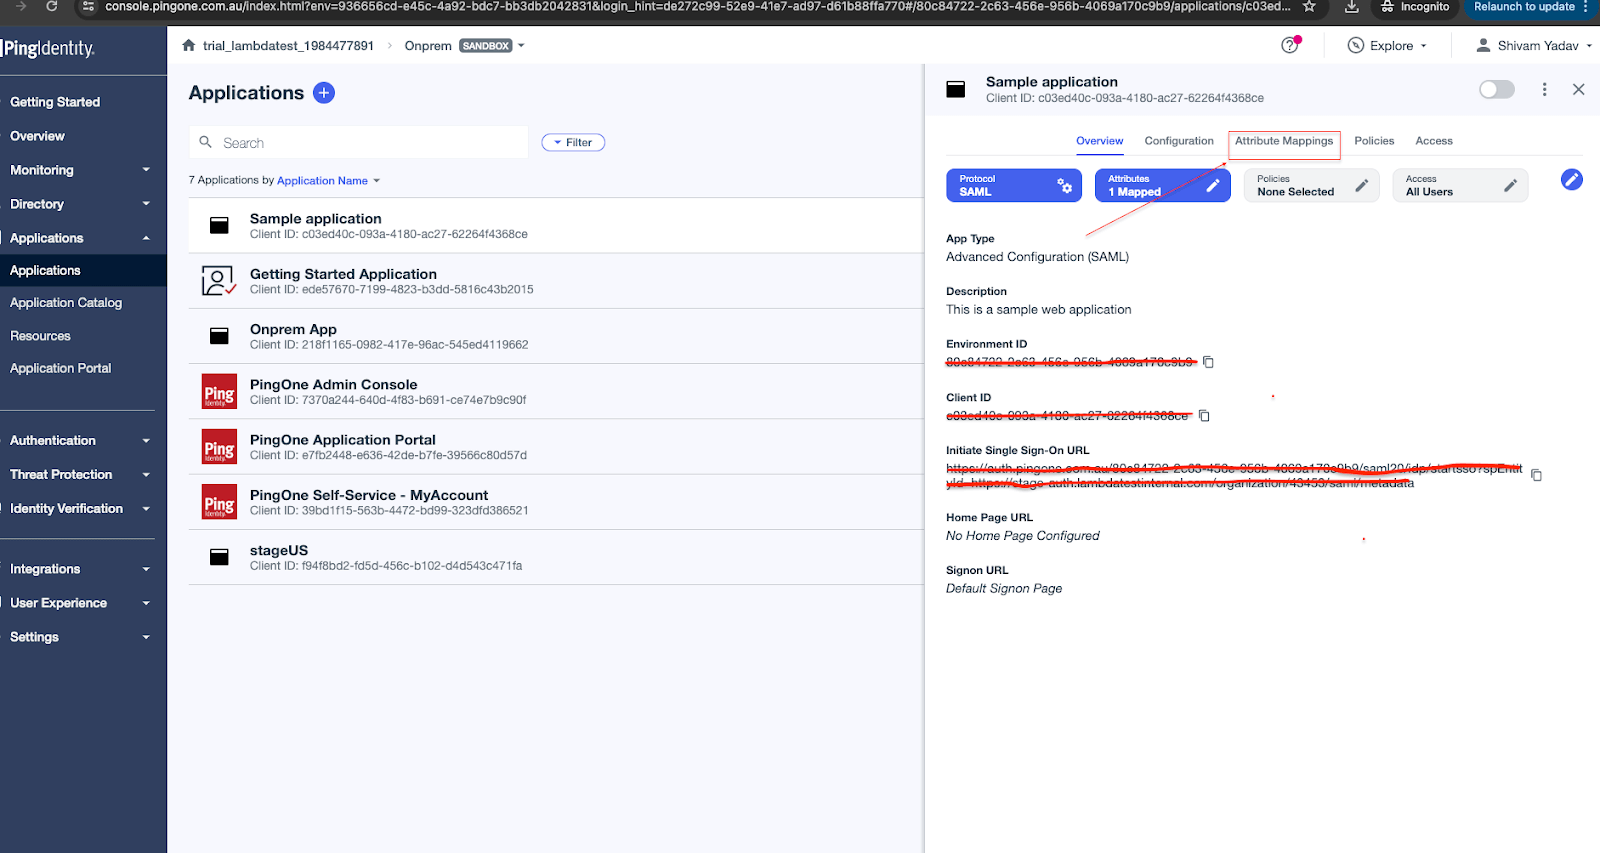 console.pingone.com.au/index.html?env=936656cd-e45c-4a92-bdc7-bb3db2042831&login_hint=de272c99-52e9-41e7-ad97-d61b88ffa770#/80c84722-2c63-456e-956b-4069a170c9b9/applications/c03ed...
Incognito
Relaunch to update
PingIdentity.
trial_lambdatest_1984477891 > Onprem SANDBOX
Explore
Shivam Yadav
Getting Started
Overview
Monitoring
Directory
Applications
Applications
Application Catalog
Resources
Application Portal
Authentication
Threat Protection
Identity Verification
Integrations
User Experience
Settings
Applications
Search
Filter
7 Applications by Application Name
Sample application
Client ID: c03ed40c-093a-4180-ac27-62264f4368ce
Getting Started Application
Client ID: ede57670-7199-4823-b3dd-5816c43b2015
Onprem App
Client ID: 218f1165-0982-417e-96ac-545ed4119662
Ping
Identity
PingOne Admin Console
Client ID: 7370a244-640d-4f83-b691-ce74e7b9c90f
Ping
Identity
PingOne Application Portal
Client ID: e7fb2448-e636-42de-b7fe-39566c80d57d
Ping
Identity
PingOne Self-Service - MyAccount
Client ID: 39bd1f15-563b-4472-bd99-323dfd386521
stageUS
Client ID: f94f8bd2-fd5d-456c-b102-d4d543c471fa
Sample application
Client ID: c03ed40c-093a-4180-ac27-62264f4368ce
Overview Configuration Attribute Mappings Policies Access
Protocol
SAML
Attributes
1 Mapped
Policies
None Selected
Access
All Users
App Type
Advanced Configuration (SAML)
Description
This is a sample web application
Environment ID
Client ID
Initiate Single Sign-On URL
Home Page URL
No Home Page Configured
Signon URL
Default Signon Page